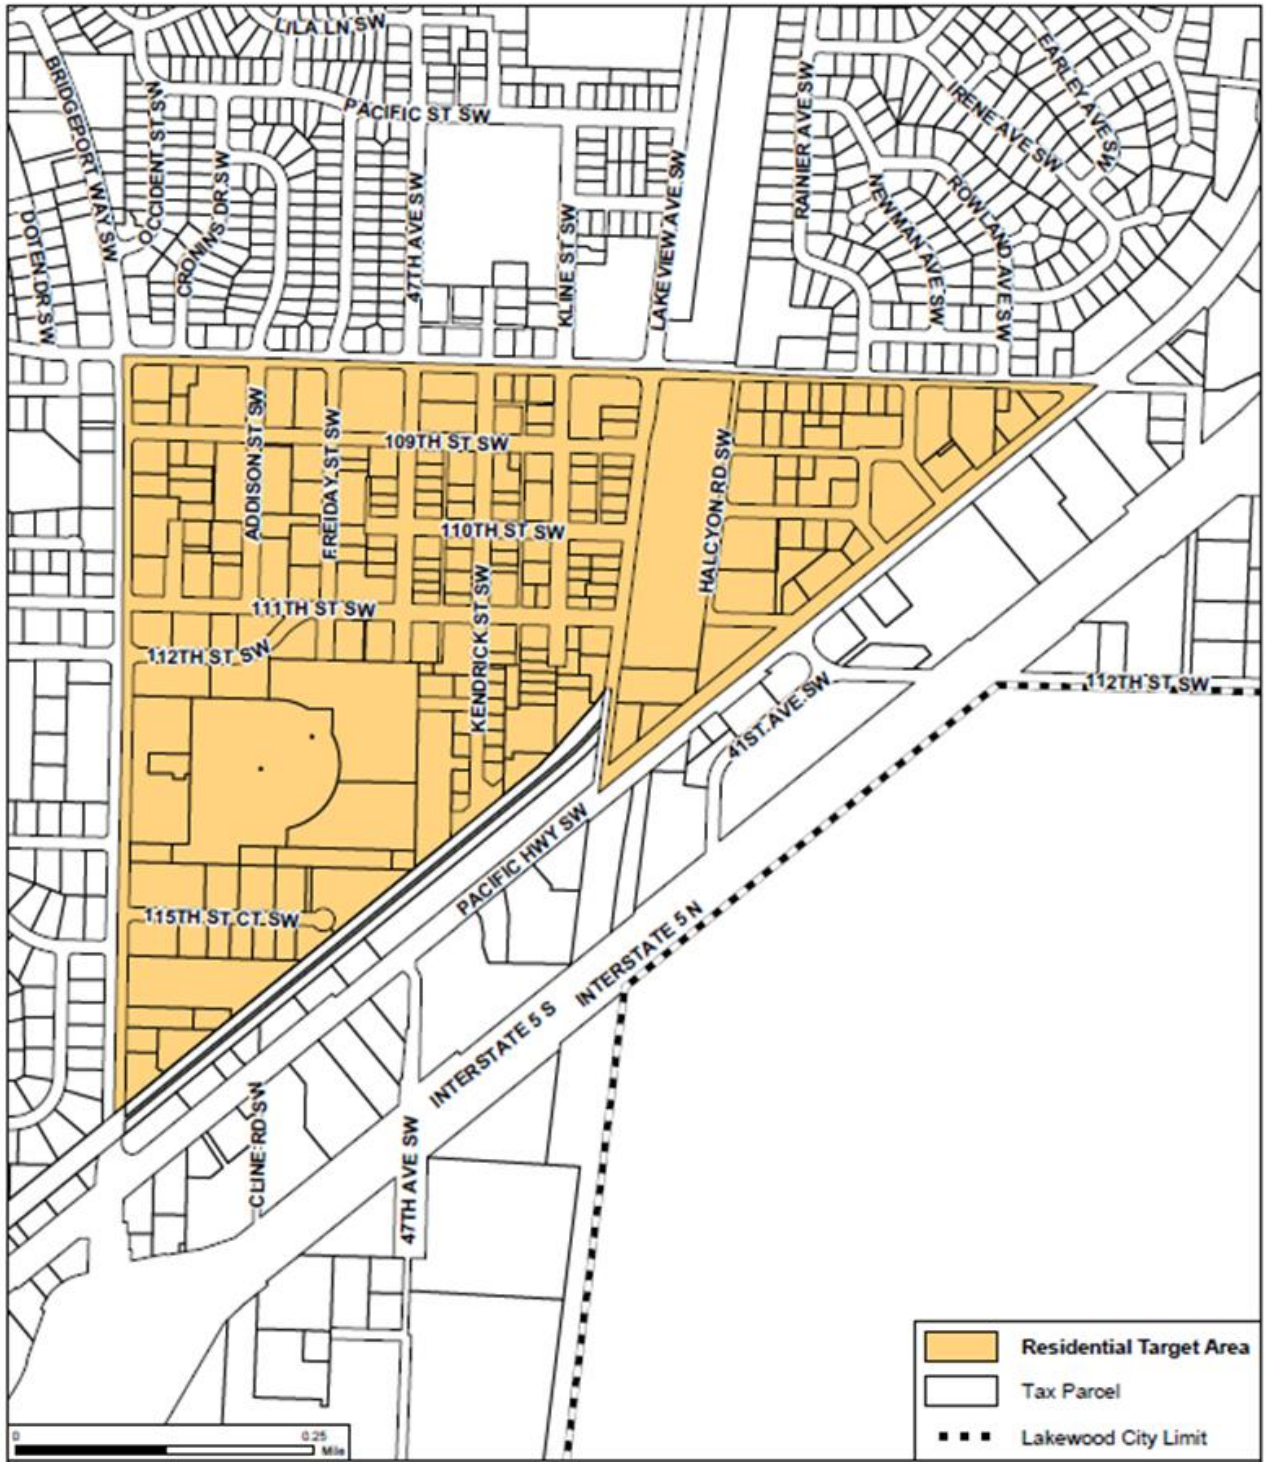 LILA LN SW
BRIDGEPORT WAY SW
OCCIDENT ST SW
PACIFIC ST SW
EARLEY AVE SW
IRENE AVE SW
RAINIER AVE SW
CRONINS DR SW
47TH AVE SW
KLINE ST SW
LAKEVIEW AVE SW
NEWMAN AVE SW
ROWLAND AVE SW
DOTEN DR SW
ADDISON ST SW
FREIDAY ST SW
109TH ST SW
HALCYON RD SW
110TH ST SW
KENDRICK ST SW
111TH ST SW
112TH ST SW
112TH ST SW
41ST AVE SW
PACIFIC HWY SW
115TH ST CT SW
INTERSTATE 5 N
INTERSTATE 5 S
CLINE RD SW
47TH AVE SW
Residential Target Area
Tax Parcel
Lakewood City Limit
0 0.25
Mile